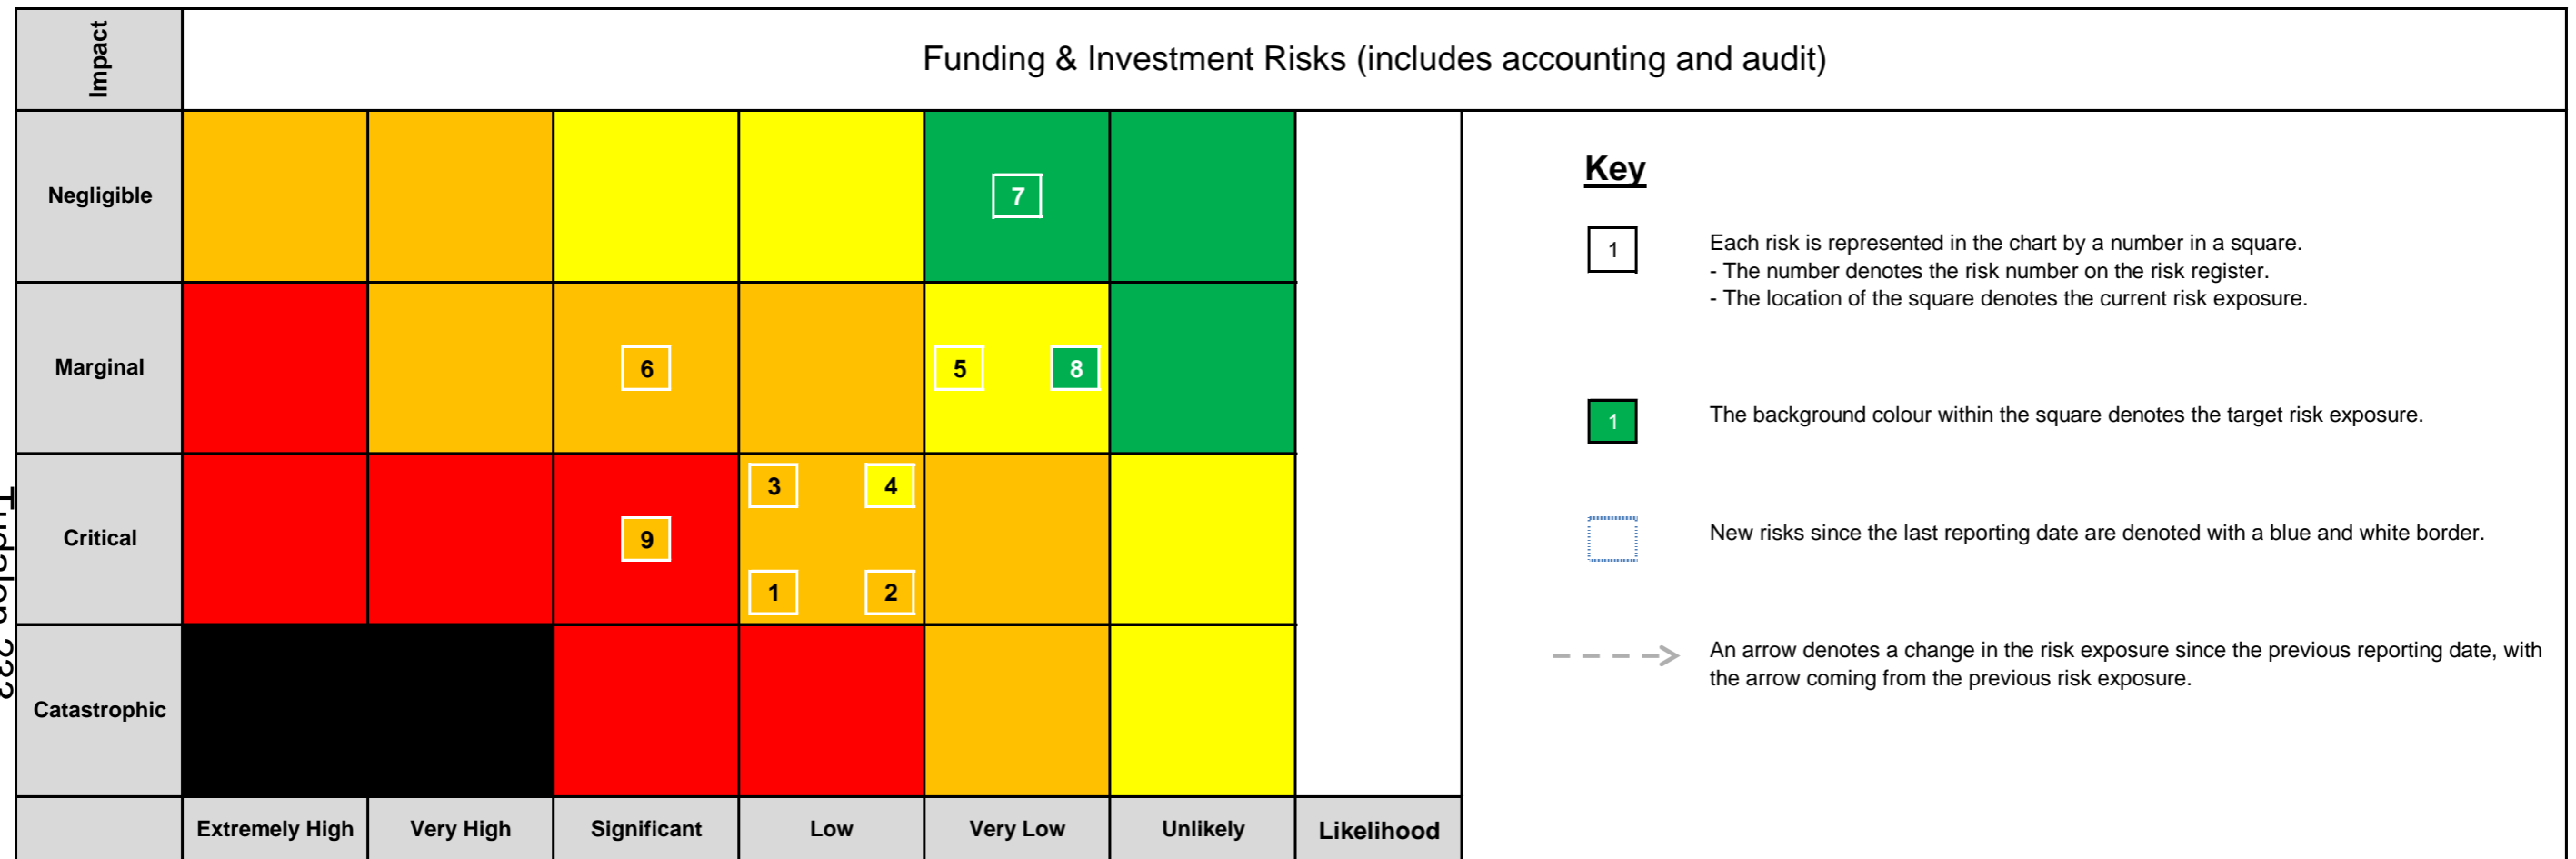 Impact
Funding & Investment Risks (includes accounting and audit)
Negligible
7
Marginal
6
5
8
Critical
3
4
9
1
2
Catastrophic
Extremely High
Very High
Significant
Low
Very Low
Unlikely
Likelihood
Key
1
Each risk is represented in the chart by a number in a square.
- The number denotes the risk number on the risk register.
- The location of the square denotes the current risk exposure.
1
The background colour within the square denotes the target risk exposure.
New risks since the last reporting date are denoted with a blue and white border.
An arrow denotes a change in the risk exposure since the previous reporting date, with
the arrow coming from the previous risk exposure.